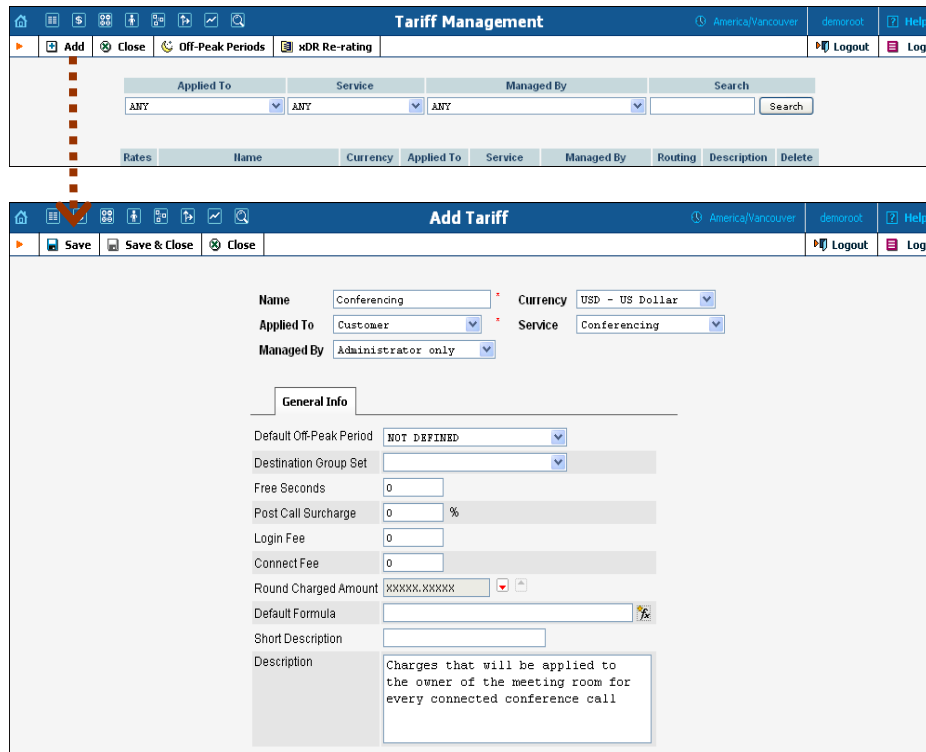 Tariff Management America/Vancouver demoroot ? Help
Add Close Off-Peak Periods xDR Re-rating Logout Log
Applied To Service Managed By Search
ANY ANY ANY Search
Rates Name Currency Applied To Service Managed By Routing Description Delete
Add Tariff America/Vancouver demoroot ? Help
Save Save & Close Close Logout Log
Name Conferencing * Currency USD - US Dollar
Applied To Customer * Service Conferencing
Managed By Administrator only
General Info
Default Off-Peak Period NOT DEFINED
Destination Group Set
Free Seconds 0
Post Call Surcharge 0 %
Login Fee 0
Connect Fee 0
Round Charged Amount XXXXX.XXXXX
Default Formula fx
Short Description
Description Charges that will be applied to
the owner of the meeting room for
every connected conference call